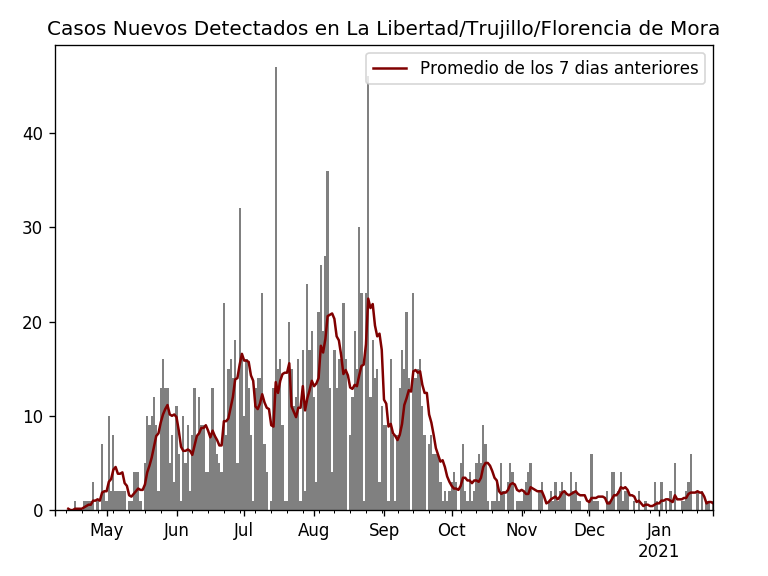 Casos Nuevos Detectados en La Libertad/Trujillo/Florencia de Mora
Promedio de los 7 dias anteriores
40
30
20
10
0
May Jun Jul Aug Sep Oct Nov Dec Jan
2021